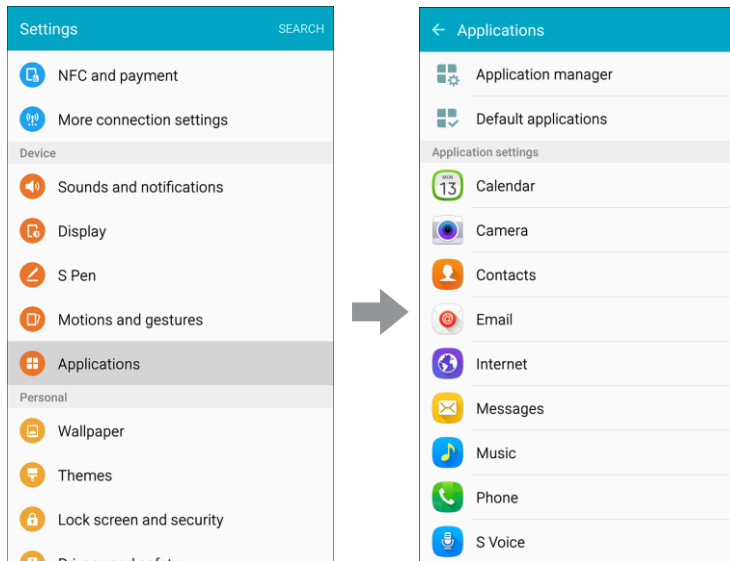 Settings SEARCH
NFC and payment
More connection settings
Device
Sounds and notifications
Display
S Pen
Motions and gestures
Applications
Personal
Wallpaper
Themes
Lock screen and security
Applications
Application manager
Default applications
Application settings
MON
13
Calendar
Camera
Contacts
Email
Internet
Messages
Music
Phone
S Voice